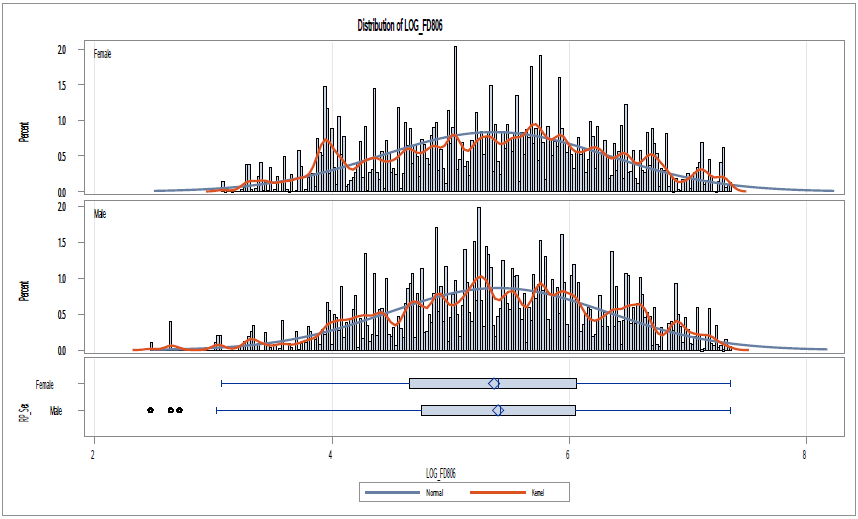 Distribution of LOG_FD806
2.0
Female
1.5
1.0
0.5
0.0
Percent
2.0
Male
1.5
1.0
0.5
0.0
Percent
Female
Male
RP_Sex
2 4 6 8
LOG_FD806
Normal Kernel